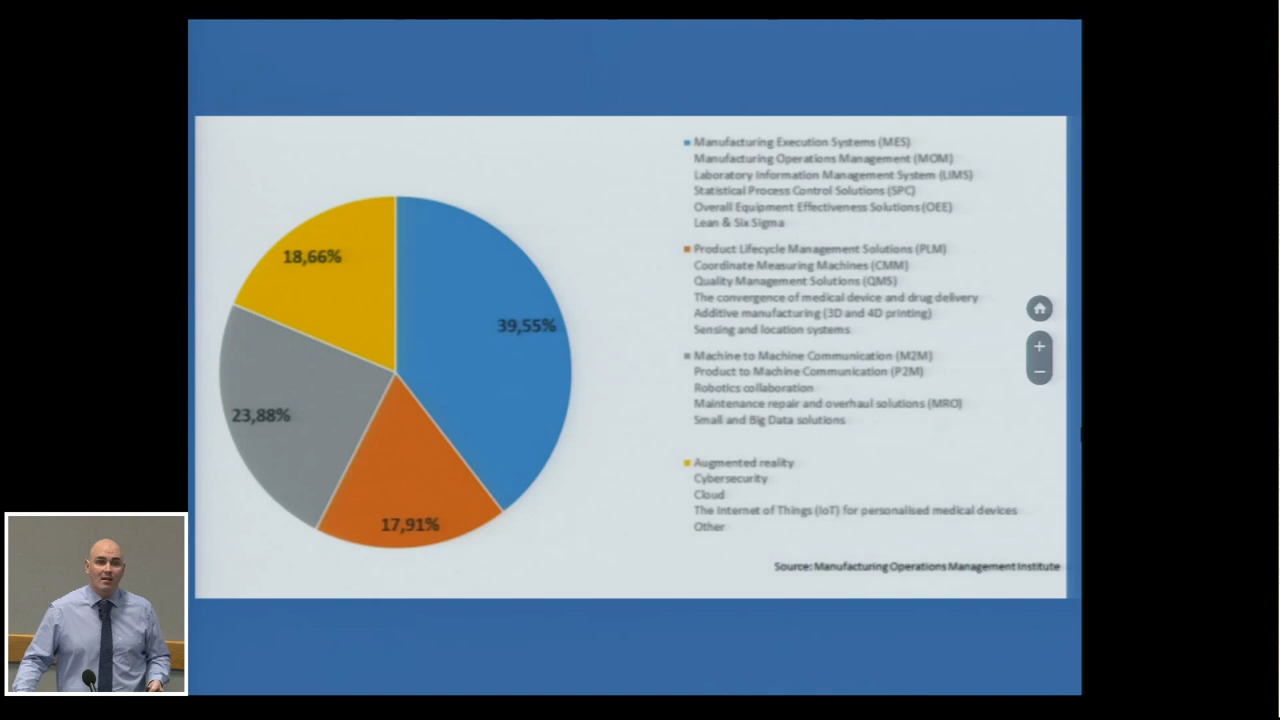 18,66%
39,55%
23,88%
17,91%
Manufacturing Execution Systems (MES)
Manufacturing Operations Management (MOM)
Laboratory Information Management System (LIMS)
Statistical Process Control Solutions (SPC)
Overall Equipment Effectiveness Solutions (OEE)
Lean & Six Sigma
Product Lifecycle Management Solutions (PLM)
Coordinate Measuring Machines (CMM)
Quality Management Solutions (QMS)
The convergence of medical device and drug delivery
Additive manufacturing (3D and 4D printing)
Sensing and location systems
Machine to Machine Communication (M2M)
Product to Machine Communication (P2M)
Robotics collaboration
Maintenance repair and overhaul solutions (MRO)
Small and Big Data solutions
Augmented reality
Cybersecurity
Cloud
The Internet of Things (IoT) for personalised medical devices
Other
Source: Manufacturing Operations Management Institute